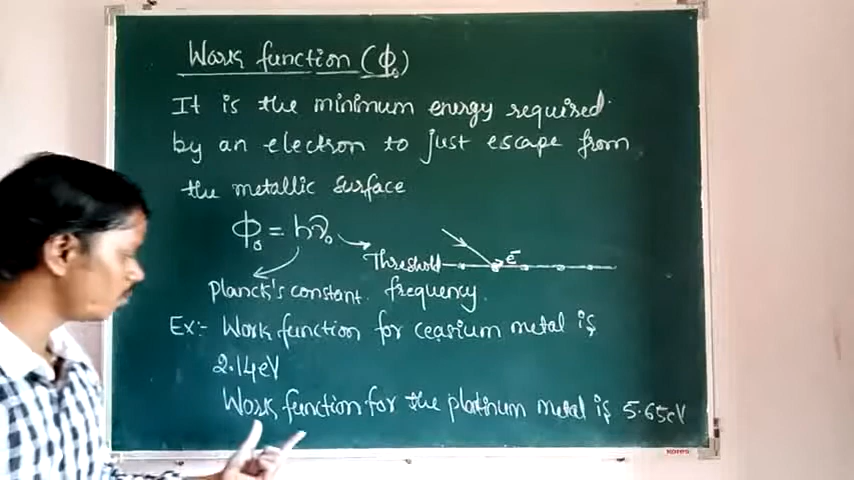 Work function (ϕ₀)
It is the minimum energy required
by an electron to just escape from
the metallic surface
ϕ₀ = hν₀
Threshold e⁻
Planck's constant. frequency.
Ex:- Work function for ceasium metal is
2.14eV
Work function for the platinum metal is 5.65eV
kores